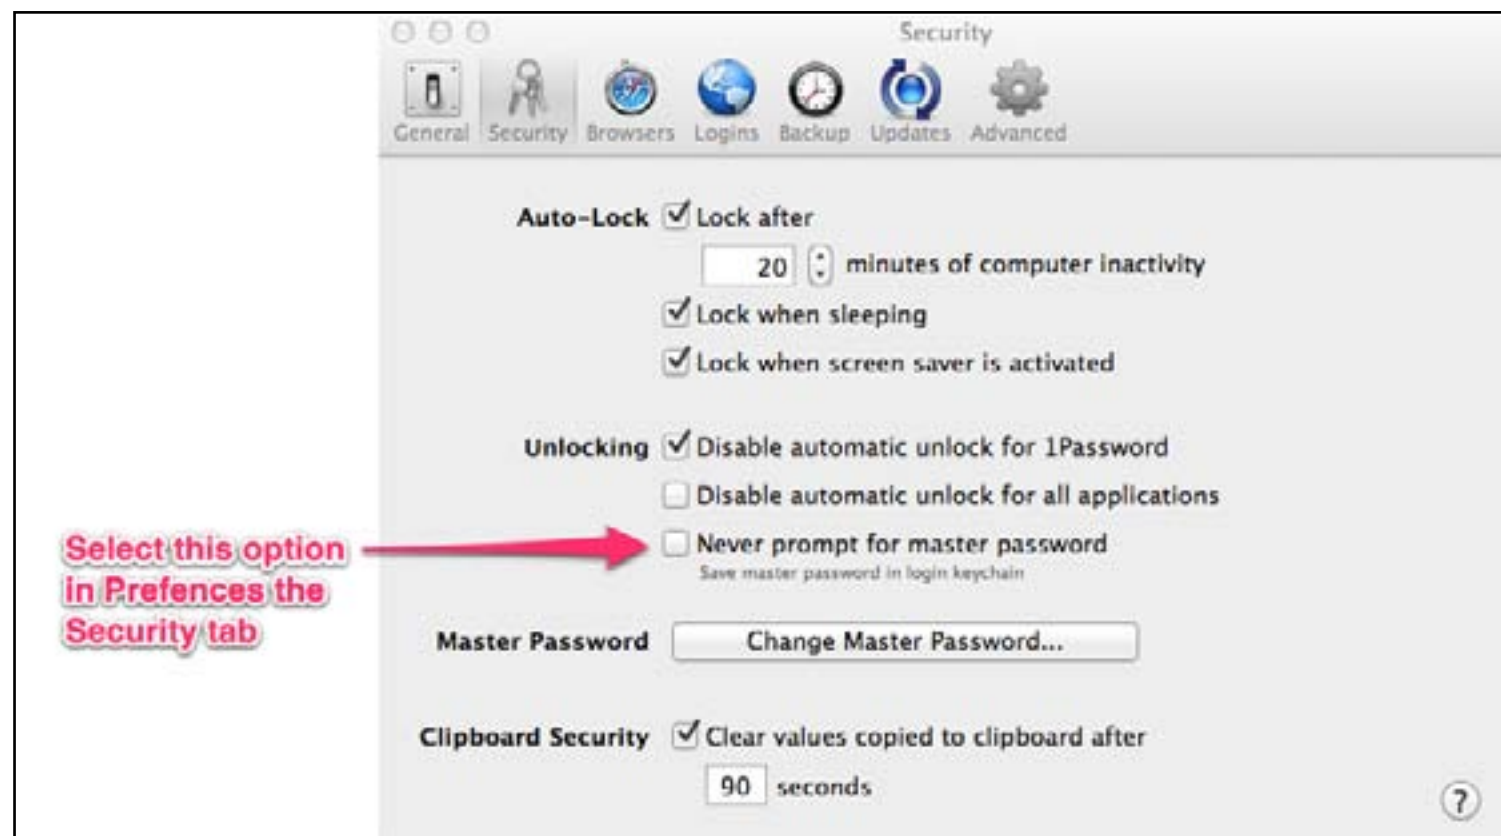 Security
General Security Browsers Logins Backup Updates Advanced
Auto-Lock Lock after
20 minutes of computer inactivity
Lock when sleeping
Lock when screen saver is activated
Unlocking Disable automatic unlock for 1Password
Disable automatic unlock for all applications
Select this option
in Prefences the
Security tab
Never prompt for master password
Save master password in login keychain
Master Password Change Master Password...
Clipboard Security Clear values copied to clipboard after
90 seconds
?